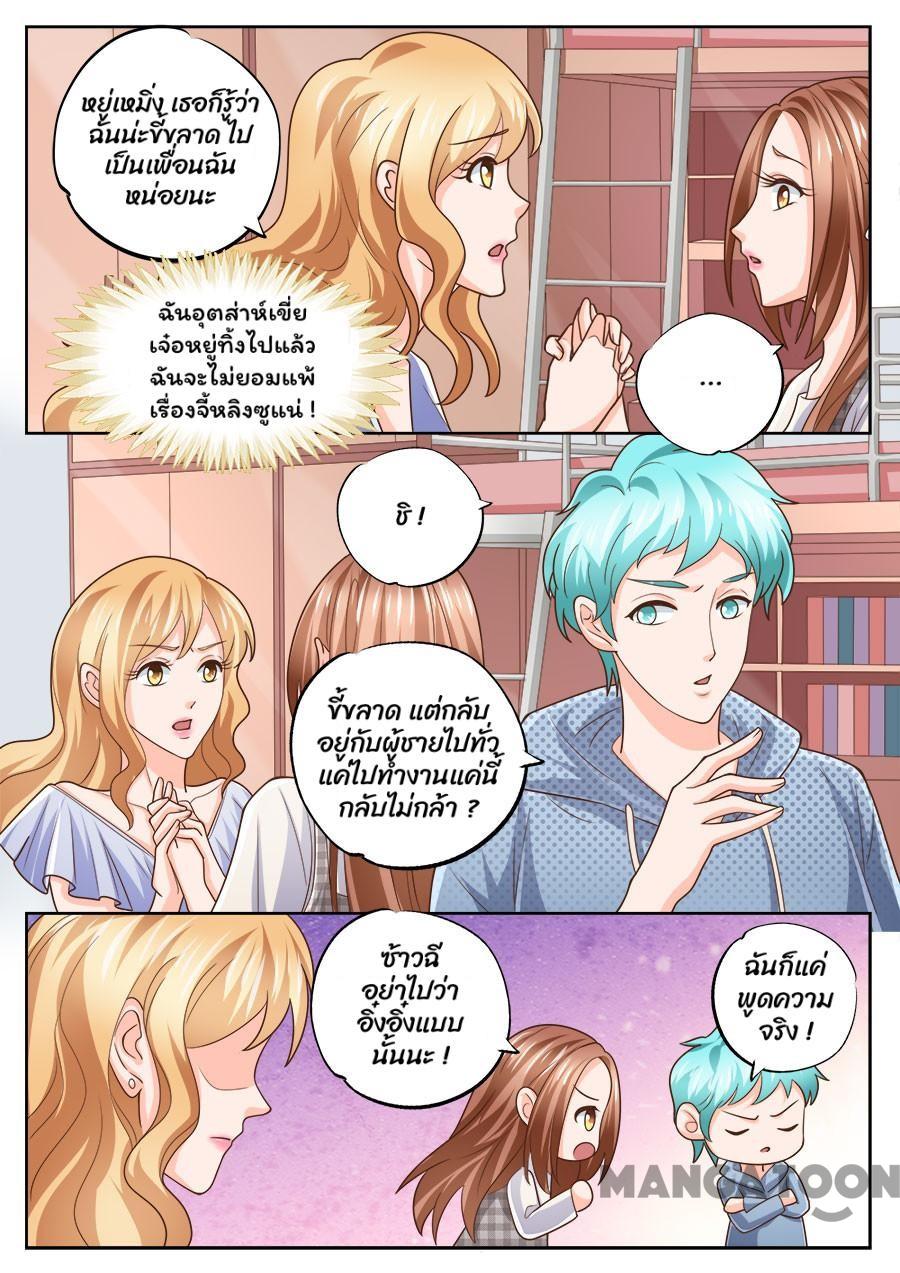 หยู่เหมิ่ง เธอก็รู้ว่า
ฉันน่ะขี้ขลาด ไป
เป็นเพื่อนฉัน
หน่อยนะ
ฉันอุตส่าห์เขี่ย
เจ๋อหยู่ทิ้งไปแล้ว
ฉันจะไม่ยอมแพ้
เรื่องจี้หลิงซูแน่ !
...
ชิ !
ขี้ขลาด แต่กลับ
อยู่กับผู้ชายไปทั่ว
แค่ไปทำงานแค่นี้
กลับไม่กล้า ?
ซ้าวฉี
อย่าไปว่า
อิ๋งอิ๋งแบบ
นั้นนะ !
ฉันก็แค่
พูดความ
จริง !
MANGATOON